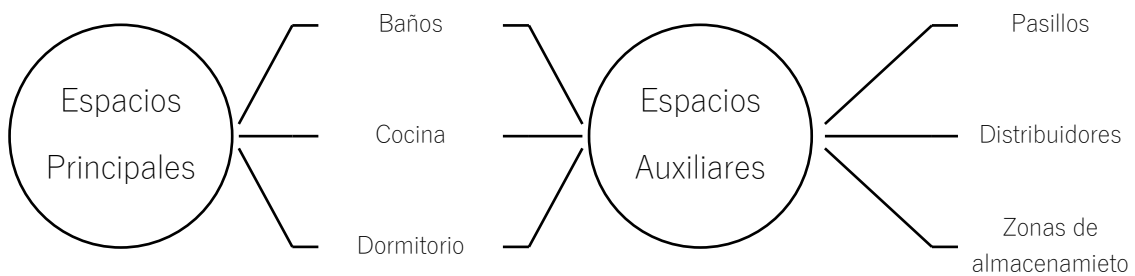 Espacios
Principales
Baños
Cocina
Dormitorio
Espacios
Auxiliares
Pasillos
Distribuidores
Zonas de
almacenamieto